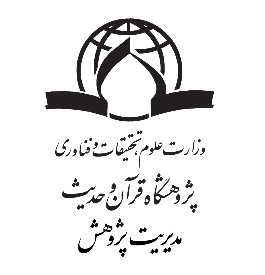 وزارت علوم، تحقیقات و فناوری
پژوهشگاه قرآن و حدیث
مدیریت پژوهش